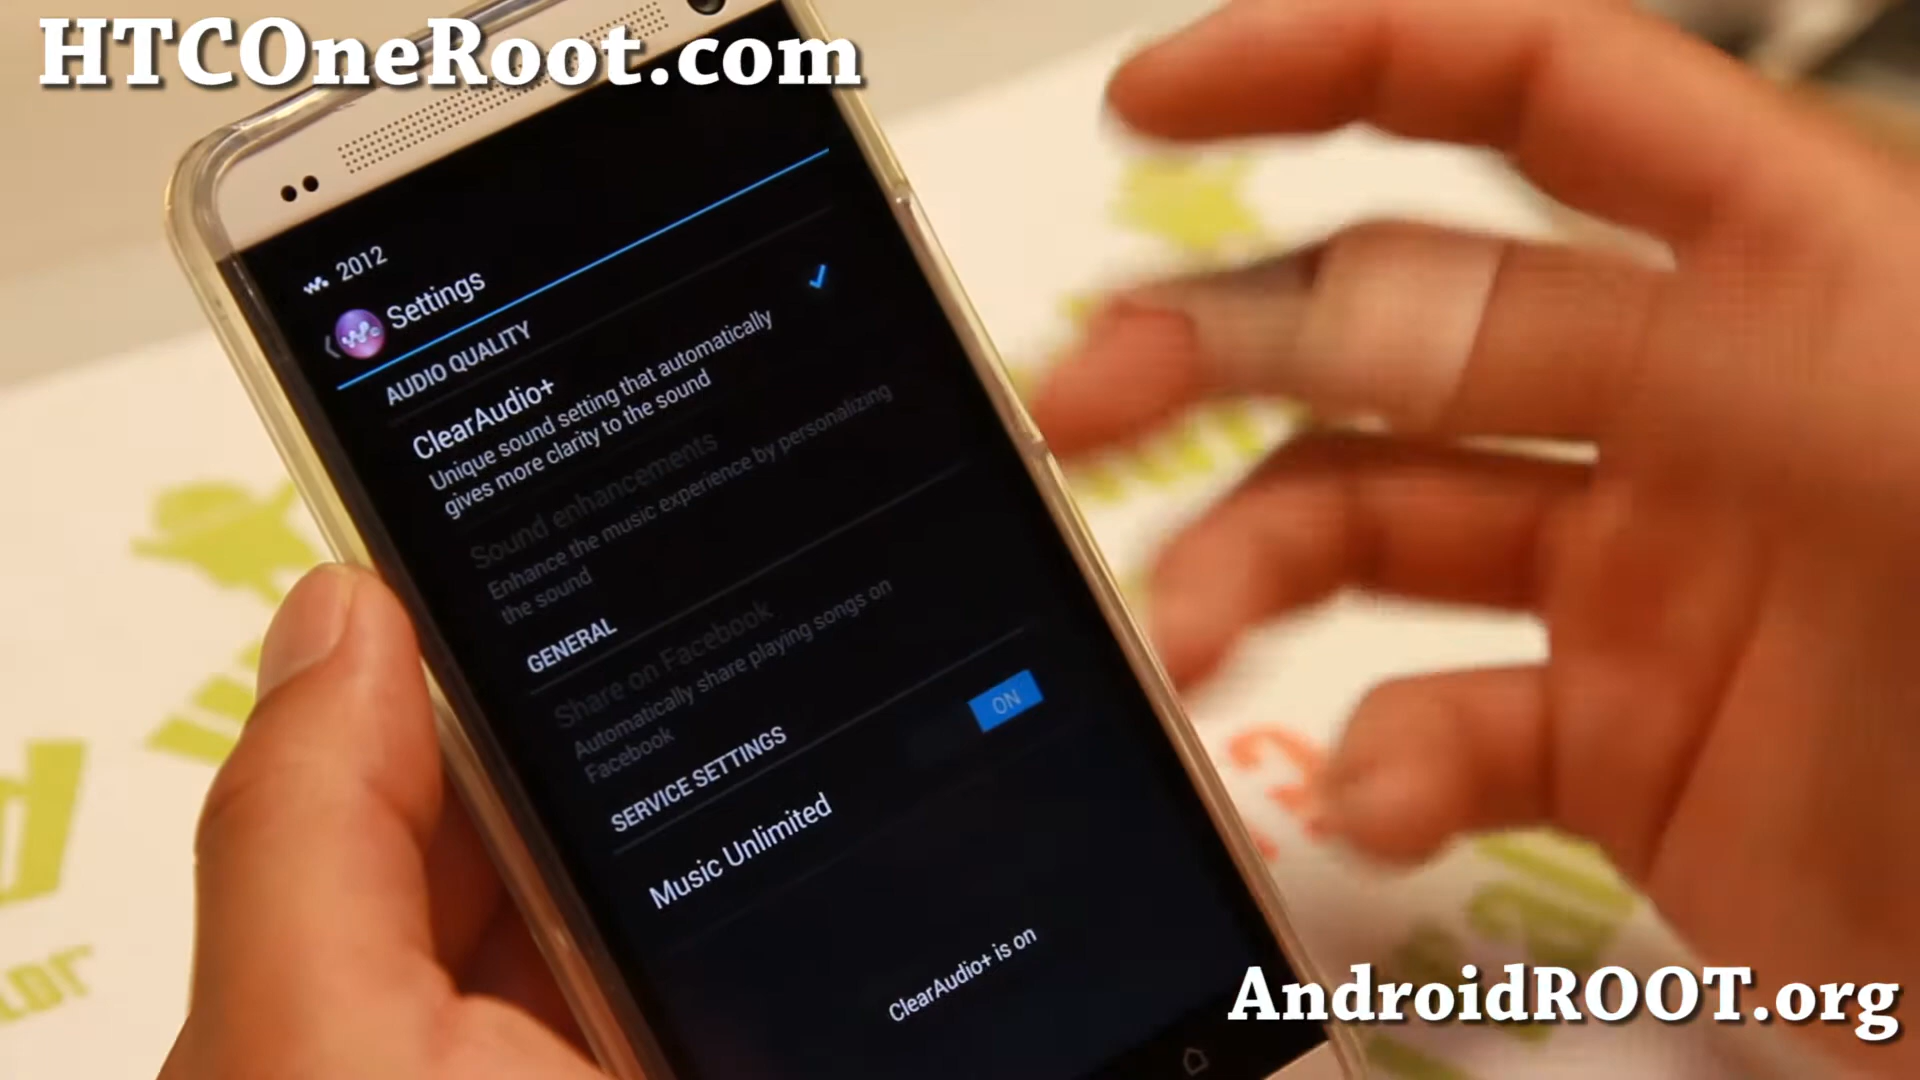 HTCOneRoot.com
2012
Settings
AUDIO QUALITY
ClearAudio+
Unique sound setting that automatically
gives more clarity to the sound
Sound enhancements
Enhance the music experience by personalizing
the sound
GENERAL
Share on Facebook
Automatically share playing songs on
Facebook
SERVICE SETTINGS
ON
Music Unlimited
ClearAudio+ is on
AndroidROOT.org